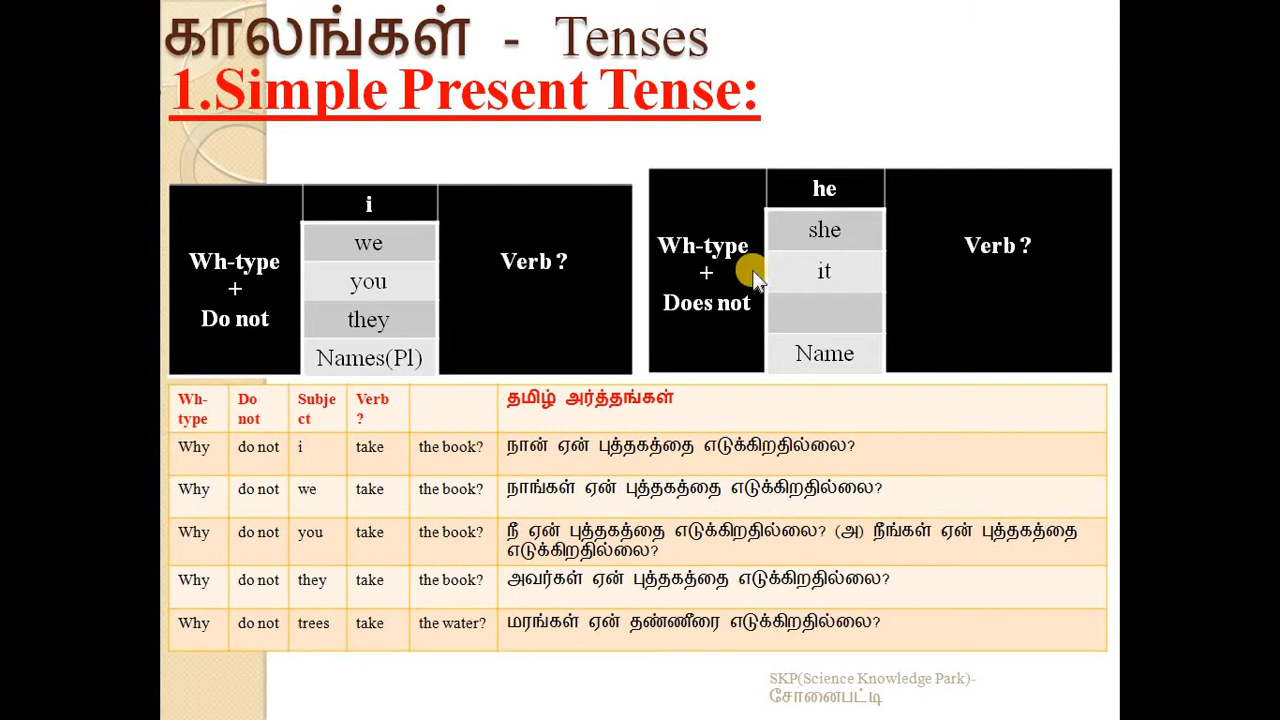 காலங்கள் - Tenses
1.Simple Present Tense:
Wh-type
+
Do not
i
we
you
they
Names(Pl)
Verb ?
Wh-type
+
Does not
he
she
it
Name
Verb ?
Wh-type Do not Subject Verb ? தமிழ் அர்த்தங்கள்
Why do not i take the book? நான் ஏன் புத்தகத்தை எடுக்கிறதில்லை?
Why do not we take the book? நாங்கள் ஏன் புத்தகத்தை எடுக்கிறதில்லை?
Why do not you take the book? நீ ஏன் புத்தகத்தை எடுக்கிறதில்லை? (அ) நீங்கள் ஏன் புத்தகத்தை
எடுக்கிறதில்லை?
Why do not they take the book? அவர்கள் ஏன் புத்தகத்தை எடுக்கிறதில்லை?
Why do not trees take the water? மரங்கள் ஏன் தண்ணீரை எடுக்கிறதில்லை?
SKP(Science Knowledge Park)-
சோனைபட்டி